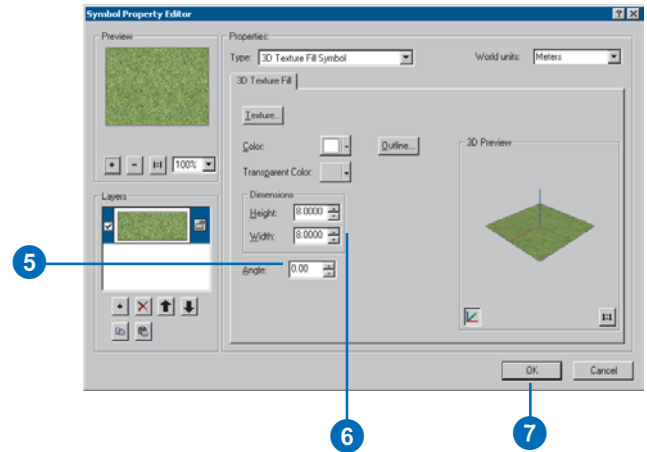 Symbol Property Editor
Preview
100%
Layers
Properties:
Type: 3D Texture Fill Symbol
World units: Meters
3D Texture Fill
Texture...
Color:
Outline...
Transparent Color:
Dimensions
Height: 8.0000
Width: 8.0000
Angle: 0.00
3D Preview
1:1
OK
Cancel
5
6
7